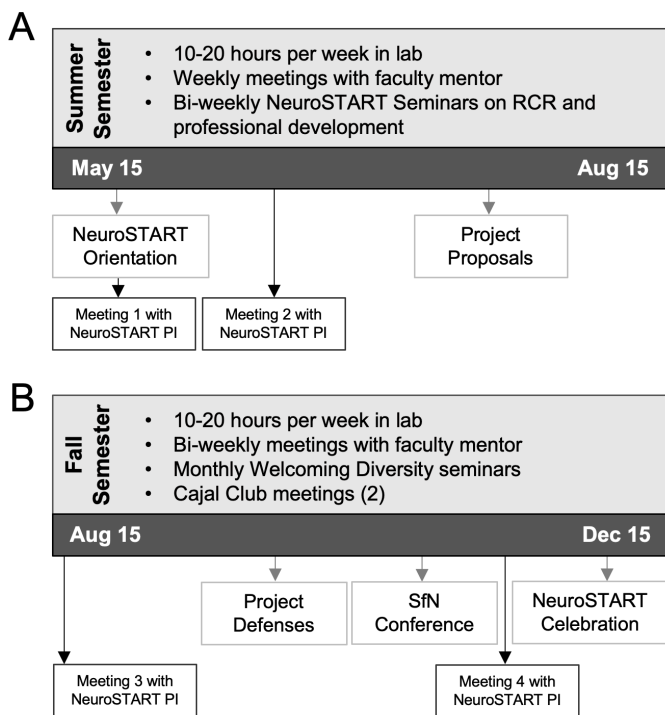 A
Summer
Semester
• 10-20 hours per week in lab
• Weekly meetings with faculty mentor
• Bi-weekly NeuroSTART Seminars on RCR and
professional development
May 15
Aug 15
NeuroSTART
Orientation
Project
Proposals
Meeting 1 with
NeuroSTART PI
Meeting 2 with
NeuroSTART PI
B
Fall
Semester
• 10-20 hours per week in lab
• Bi-weekly meetings with faculty mentor
• Monthly Welcoming Diversity seminars
• Cajal Club meetings (2)
Aug 15
Dec 15
Project
Defenses
SfN
Conference
NeuroSTART
Celebration
Meeting 3 with
NeuroSTART PI
Meeting 4 with
NeuroSTART PI